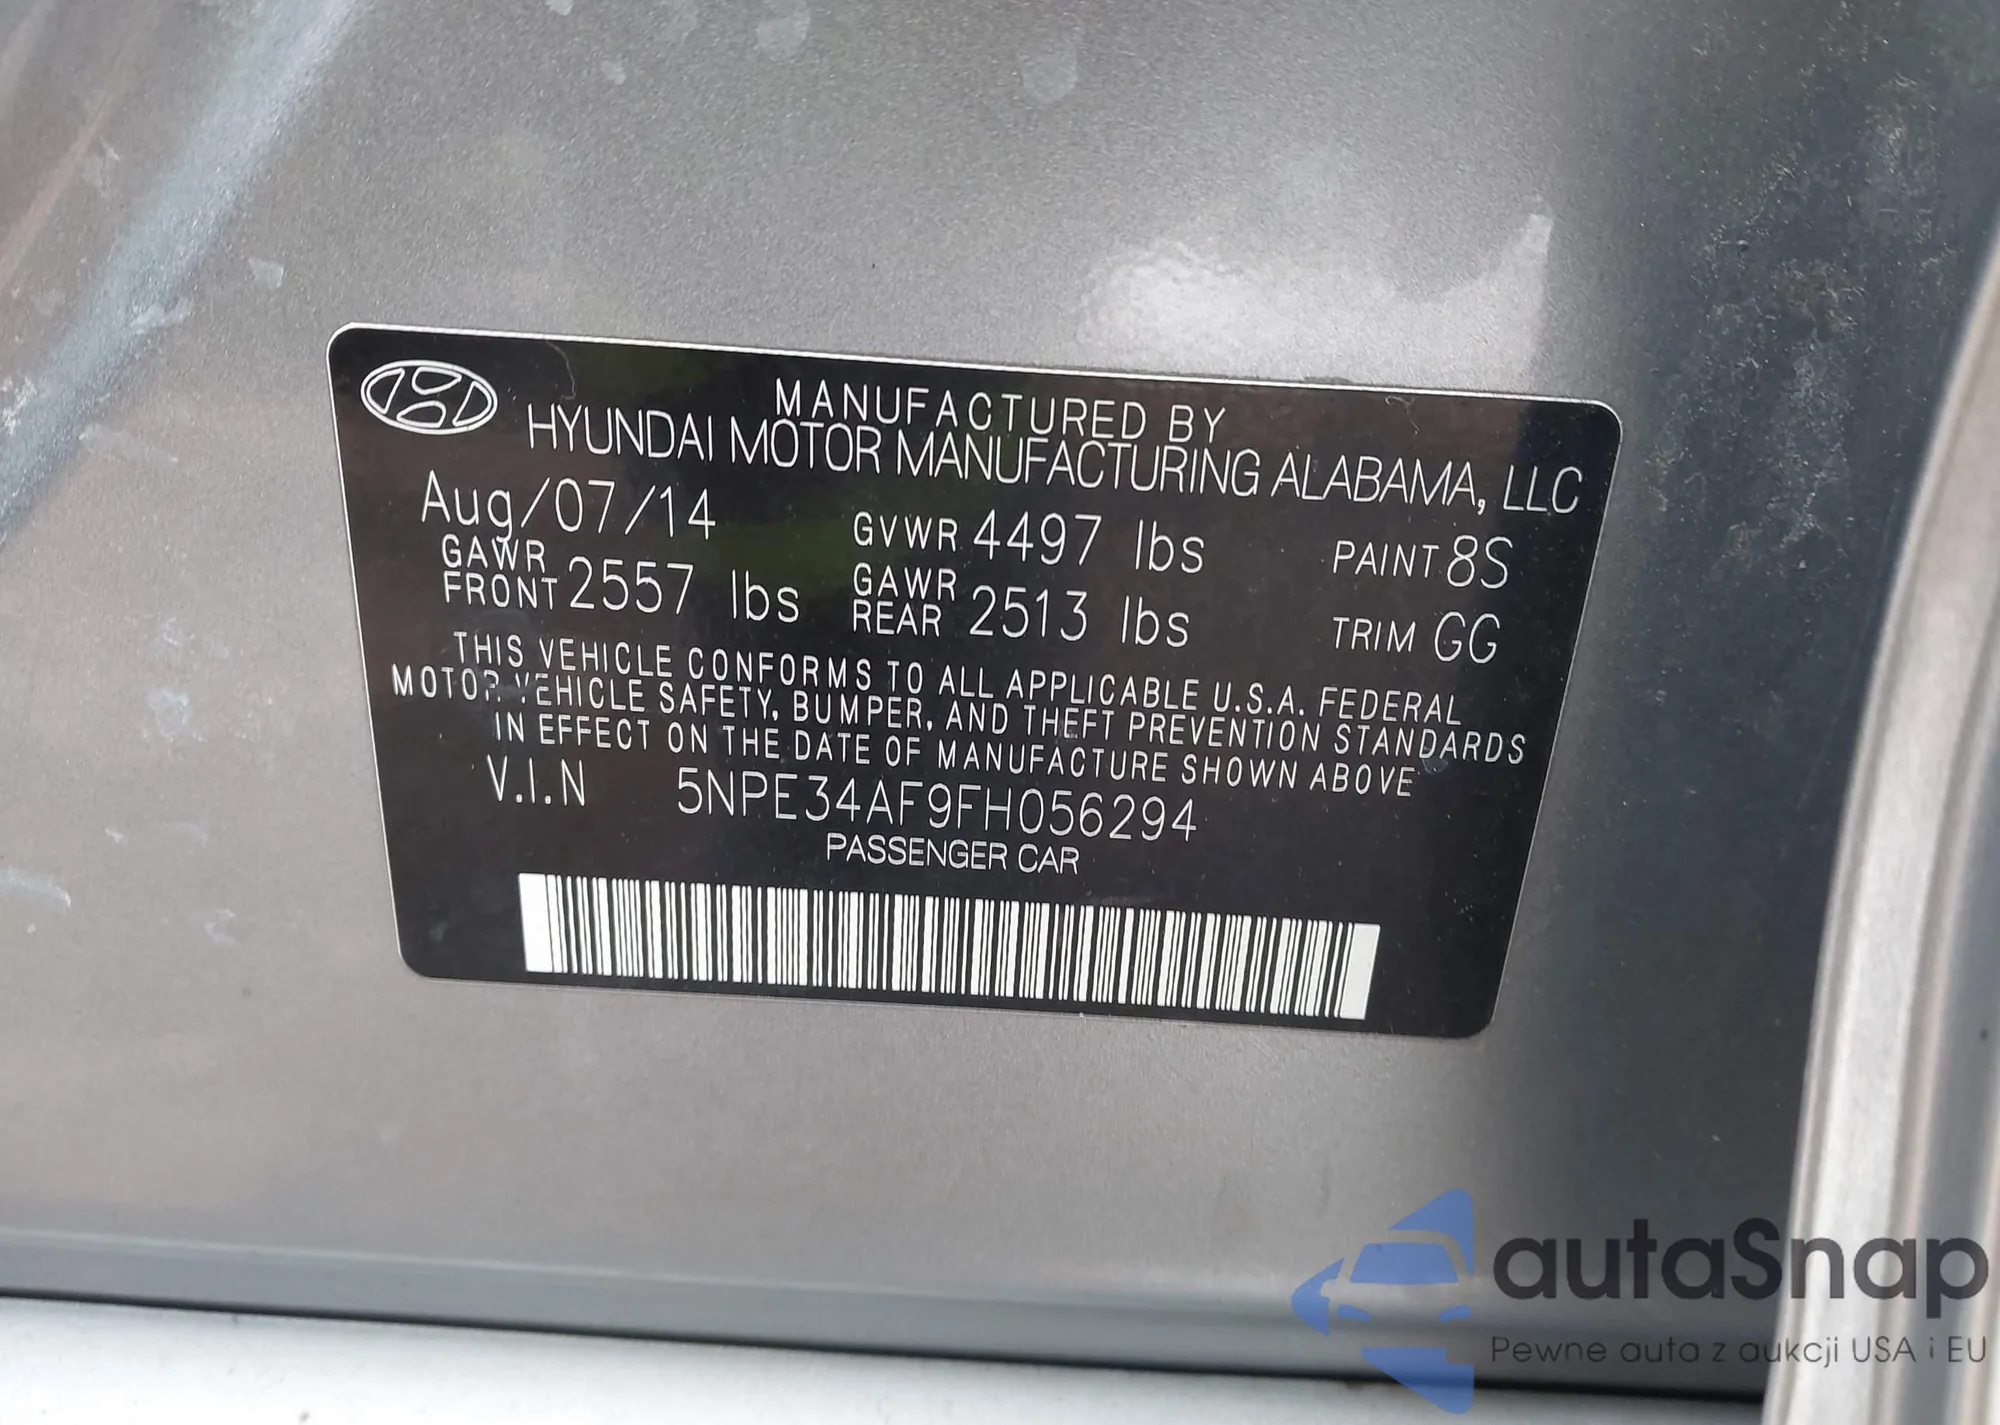 MANUFACTURED BY
HYUNDAI MOTOR MANUFACTURING ALABAMA, LLC
Aug/07/14 GVWR 4497 lbs PAINT 8S
GAWR FRONT 2557 lbs GAWR REAR 2513 lbs TRIM GG
THIS VEHICLE CONFORMS TO ALL APPLICABLE U.S.A. FEDERAL
MOTOR VEHICLE SAFETY, BUMPER, AND THEFT PREVENTION STANDARDS
IN EFFECT ON THE DATE OF MANUFACTURE SHOWN ABOVE
V.I.N 5NPE34AF9FH056294
PASSENGER CAR
autaSnap
Pewne auta z aukcji USA i EU